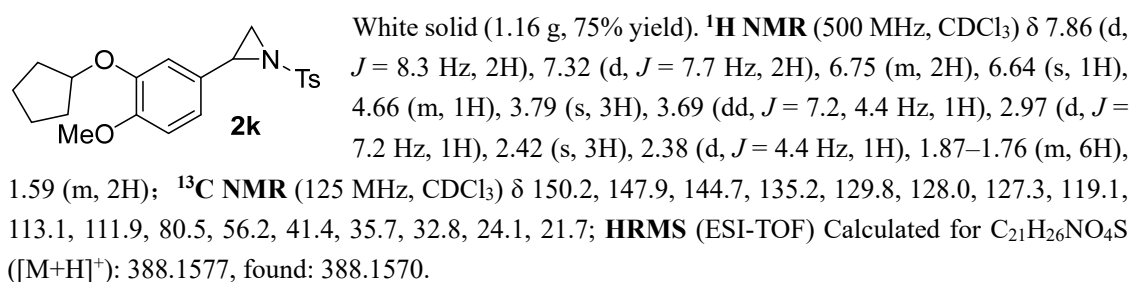 O
N
Ts
MeO
2k
White solid (1.16 g, 75% yield). ¹H NMR (500 MHz, CDCl₃) δ 7.86 (d,
J = 8.3 Hz, 2H), 7.32 (d, J = 7.7 Hz, 2H), 6.75 (m, 2H), 6.64 (s, 1H),
4.66 (m, 1H), 3.79 (s, 3H), 3.69 (dd, J = 7.2, 4.4 Hz, 1H), 2.97 (d, J =
7.2 Hz, 1H), 2.42 (s, 3H), 2.38 (d, J = 4.4 Hz, 1H), 1.87–1.76 (m, 6H),
1.59 (m, 2H); ¹³C NMR (125 MHz, CDCl₃) δ 150.2, 147.9, 144.7, 135.2, 129.8, 128.0, 127.3, 119.1,
113.1, 111.9, 80.5, 56.2, 41.4, 35.7, 32.8, 24.1, 21.7; HRMS (ESI-TOF) Calculated for C₂₁H₂₆NO₄S
([M+H]⁺): 388.1577, found: 388.1570.